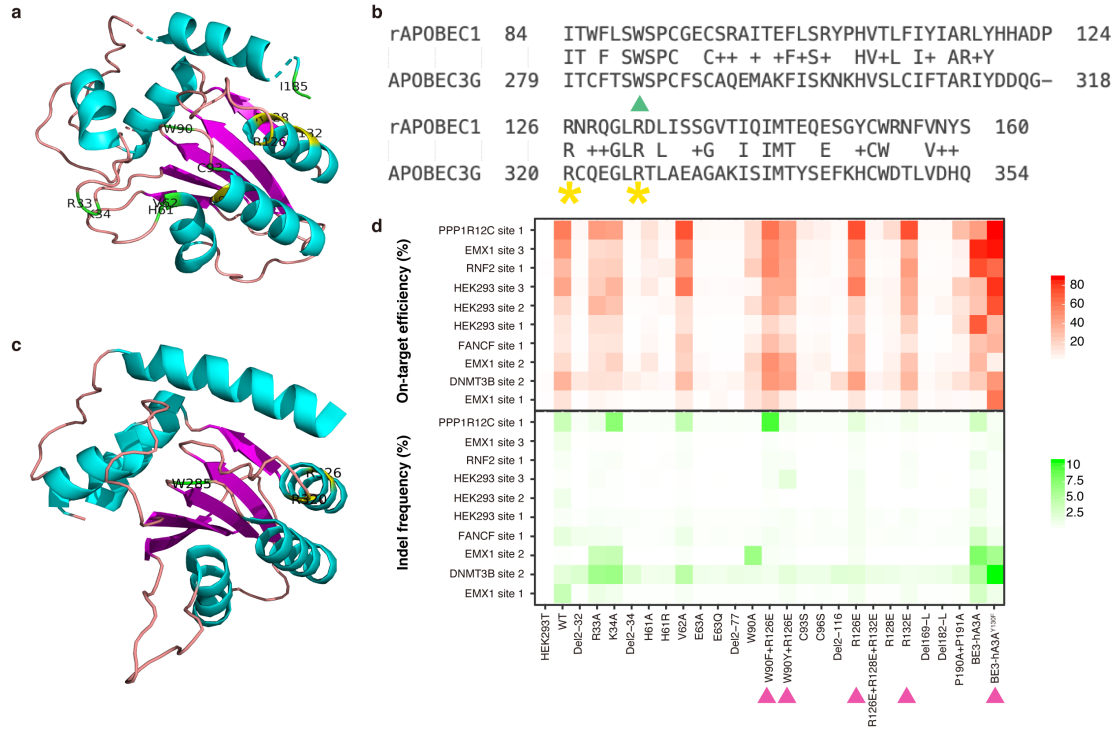 a
I185
R128
R132
R126
W90
C93
R33
K34
V62
H61
b
rAPOBEC1 84 ITWFLSWSPCGECSRAITEFLSRYPHVTLFIYIARLYHHADP 124
IT F SWSPC C++ + +F+S+ HV+L I+ AR+Y
APOBEC3G 279 ITCFTSWSPCFSCAQEMAKFISKNKHVSLCIFTARIYDDQG– 318
rAPOBEC1 126 RNRQGLRDLISSGVTIQIMTEQESGYCWRNFVNYS 160
R ++GLR L +G I IMT E +CW V++
APOBEC3G 320 RCQEGLRTLAEAGAKISIMTYSEFKHCWDTLVDHQ 354
c
W285
R326
R320
d
On-target efficiency (%)
PPP1R12C site 1
EMX1 site 3
RNF2 site 1
HEK293 site 3
HEK293 site 2
HEK293 site 1
FANCF site 1
EMX1 site 2
DNMT3B site 2
EMX1 site 1
80
60
40
20
Indel frequency (%)
PPP1R12C site 1
EMX1 site 3
RNF2 site 1
HEK293 site 3
HEK293 site 2
HEK293 site 1
FANCF site 1
EMX1 site 2
DNMT3B site 2
EMX1 site 1
10
7.5
5.0
2.5
HEK293T
WT
Del2–32
R33A
K34A
Del2–34
H61A
H61R
V62A
E63A
E63Q
Del2–77
W90A
W90F+R126E
W90Y+R126E
C93S
C96S
Del2–116
R126E
R126E+R128E+R132E
R128E
R132E
Del169–L
Del182–L
P190A+P191A
BE3-hA3A
BE3-hA3A^Y130F